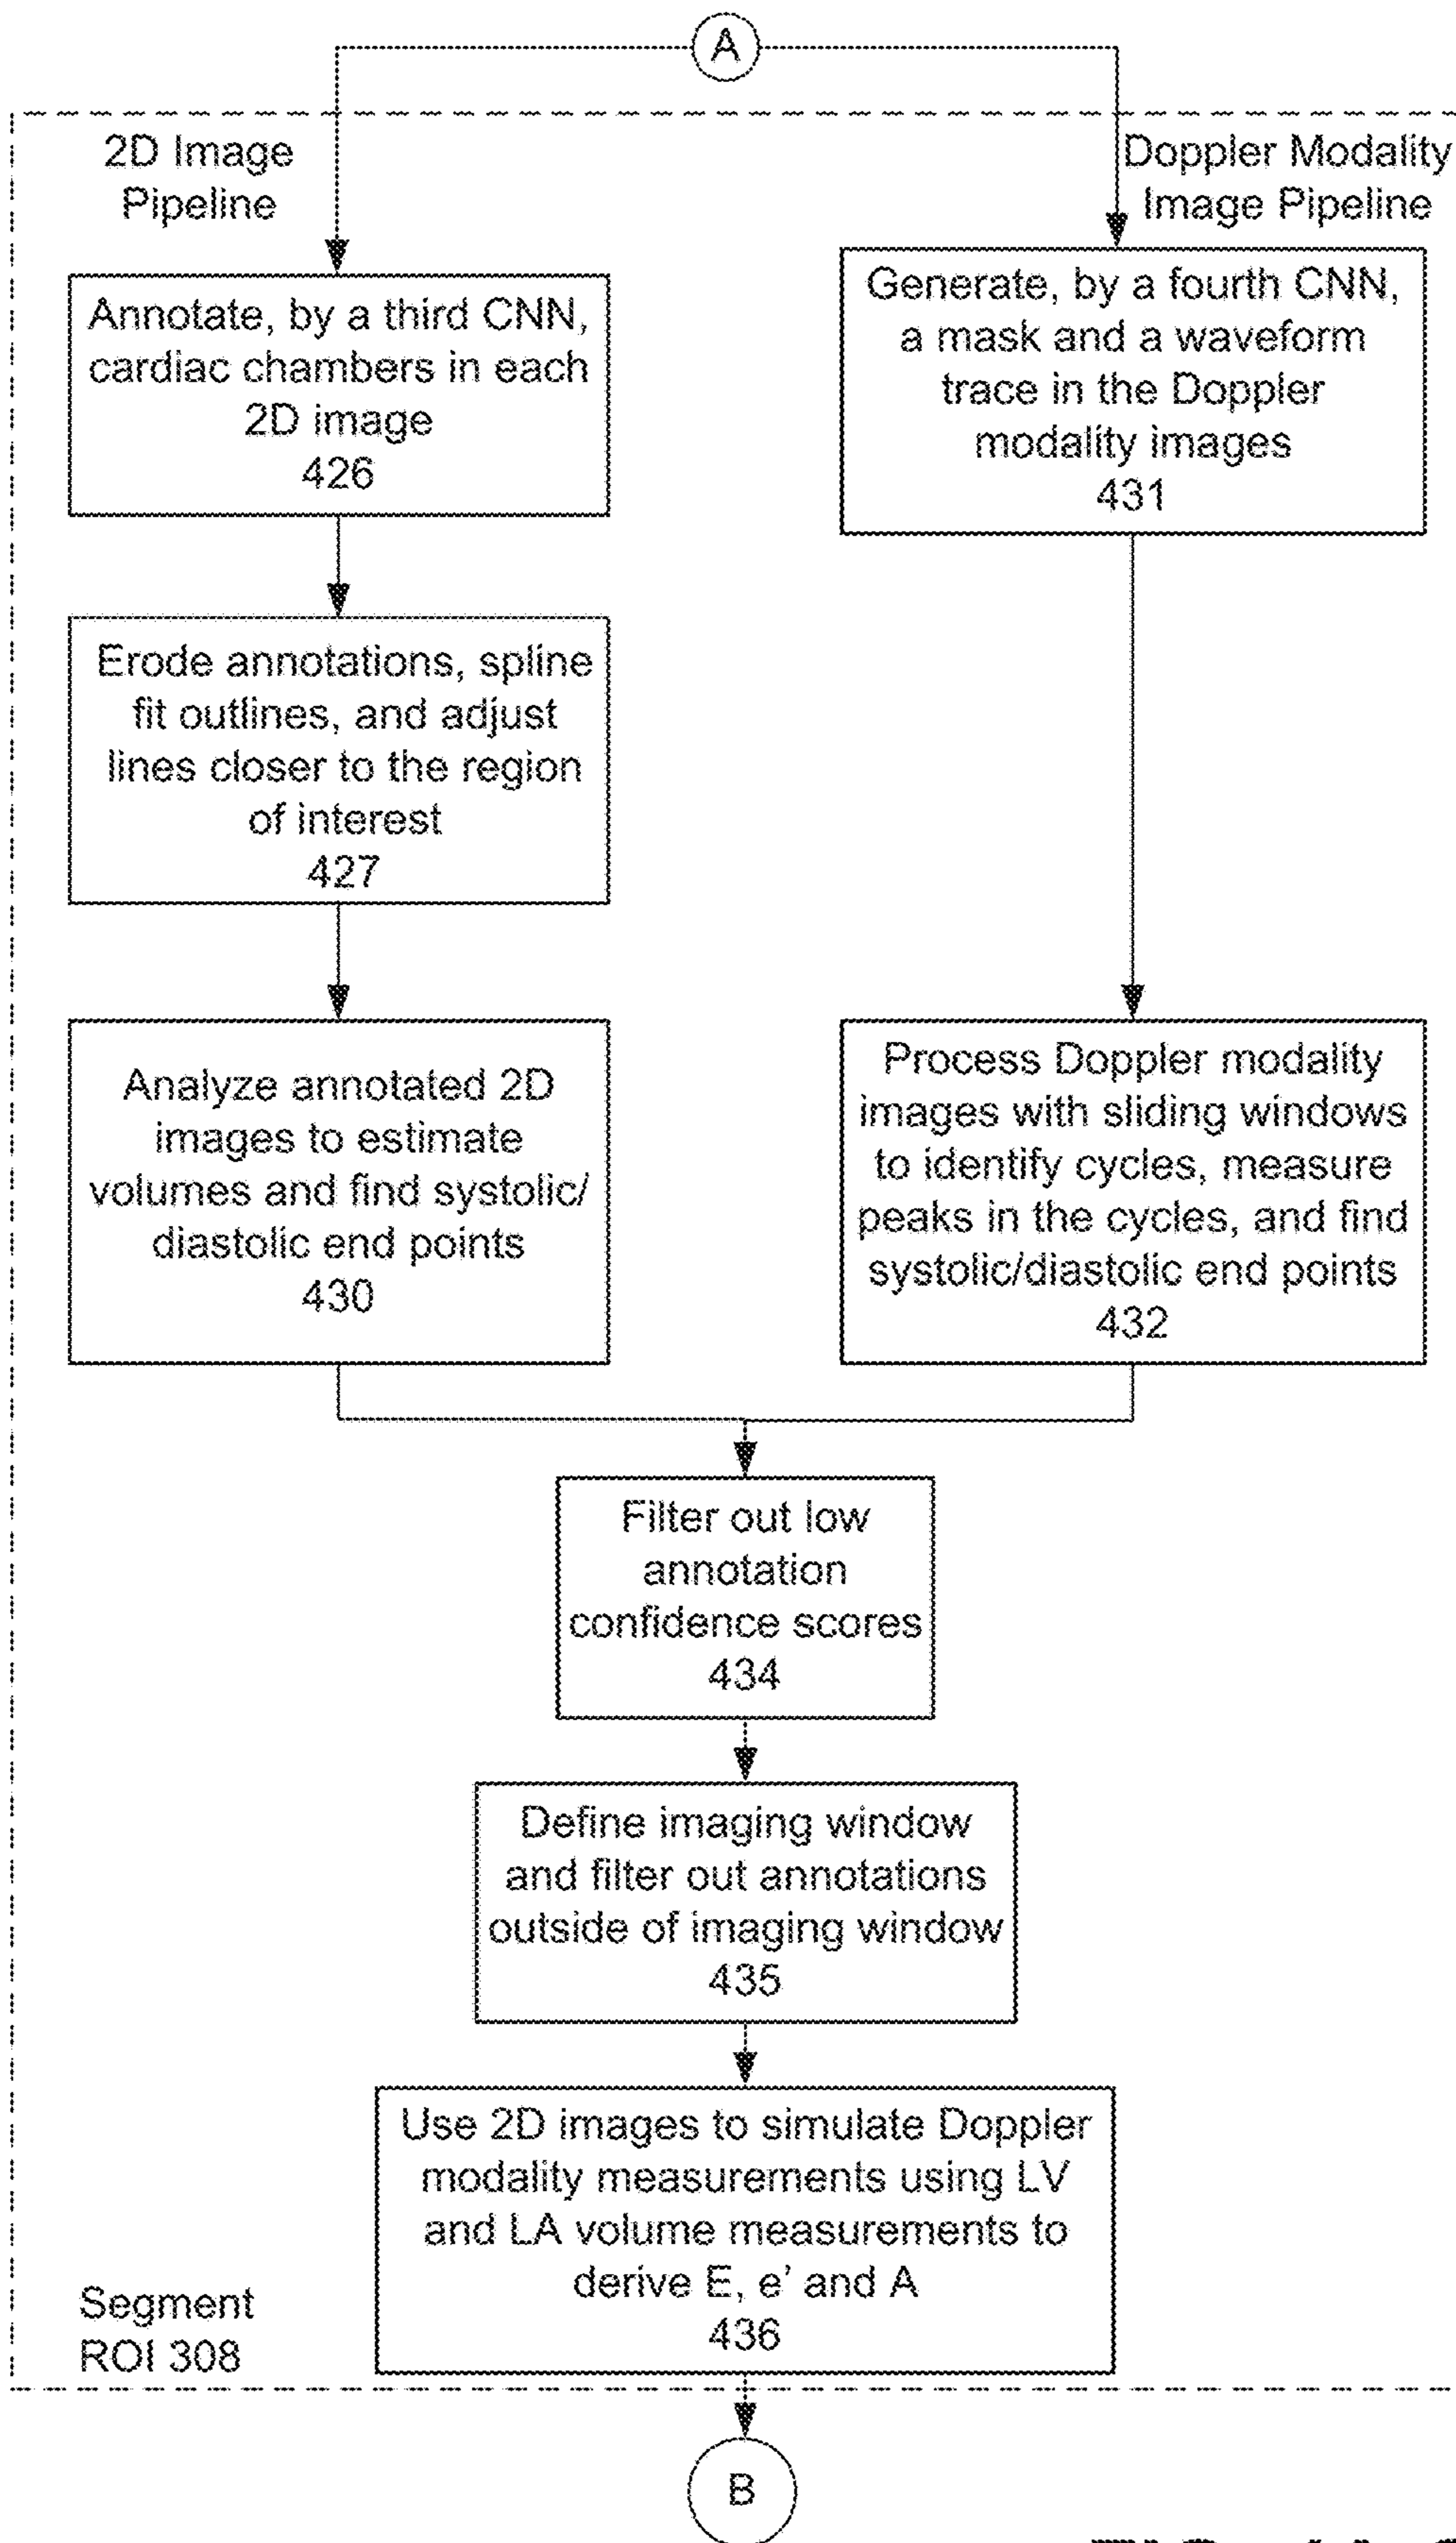 A
2D Image
Pipeline
Doppler Modality
Image Pipeline
Annotate, by a third CNN,
cardiac chambers in each
2D image
426
Generate, by a fourth CNN,
a mask and a waveform
trace in the Doppler
modality images
431
Erode annotations, spline
fit outlines, and adjust
lines closer to the region
of interest
427
Analyze annotated 2D
images to estimate
volumes and find systolic/
diastolic end points
430
Process Doppler modality
images with sliding windows
to identify cycles, measure
peaks in the cycles, and find
systolic/diastolic end points
432
Filter out low
annotation
confidence scores
434
Define imaging window
and filter out annotations
outside of imaging window
435
Use 2D images to simulate Doppler
modality measurements using LV
and LA volume measurements to
derive E, e' and A
436
Segment
ROI 308
B